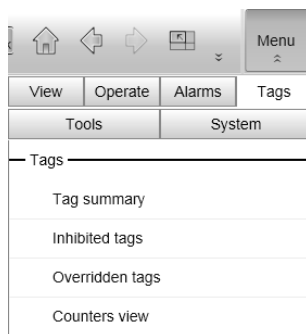 Menu
View Operate Alarms Tags
Tools System
Tags
Tag summary
Inhibited tags
Overridden tags
Counters view